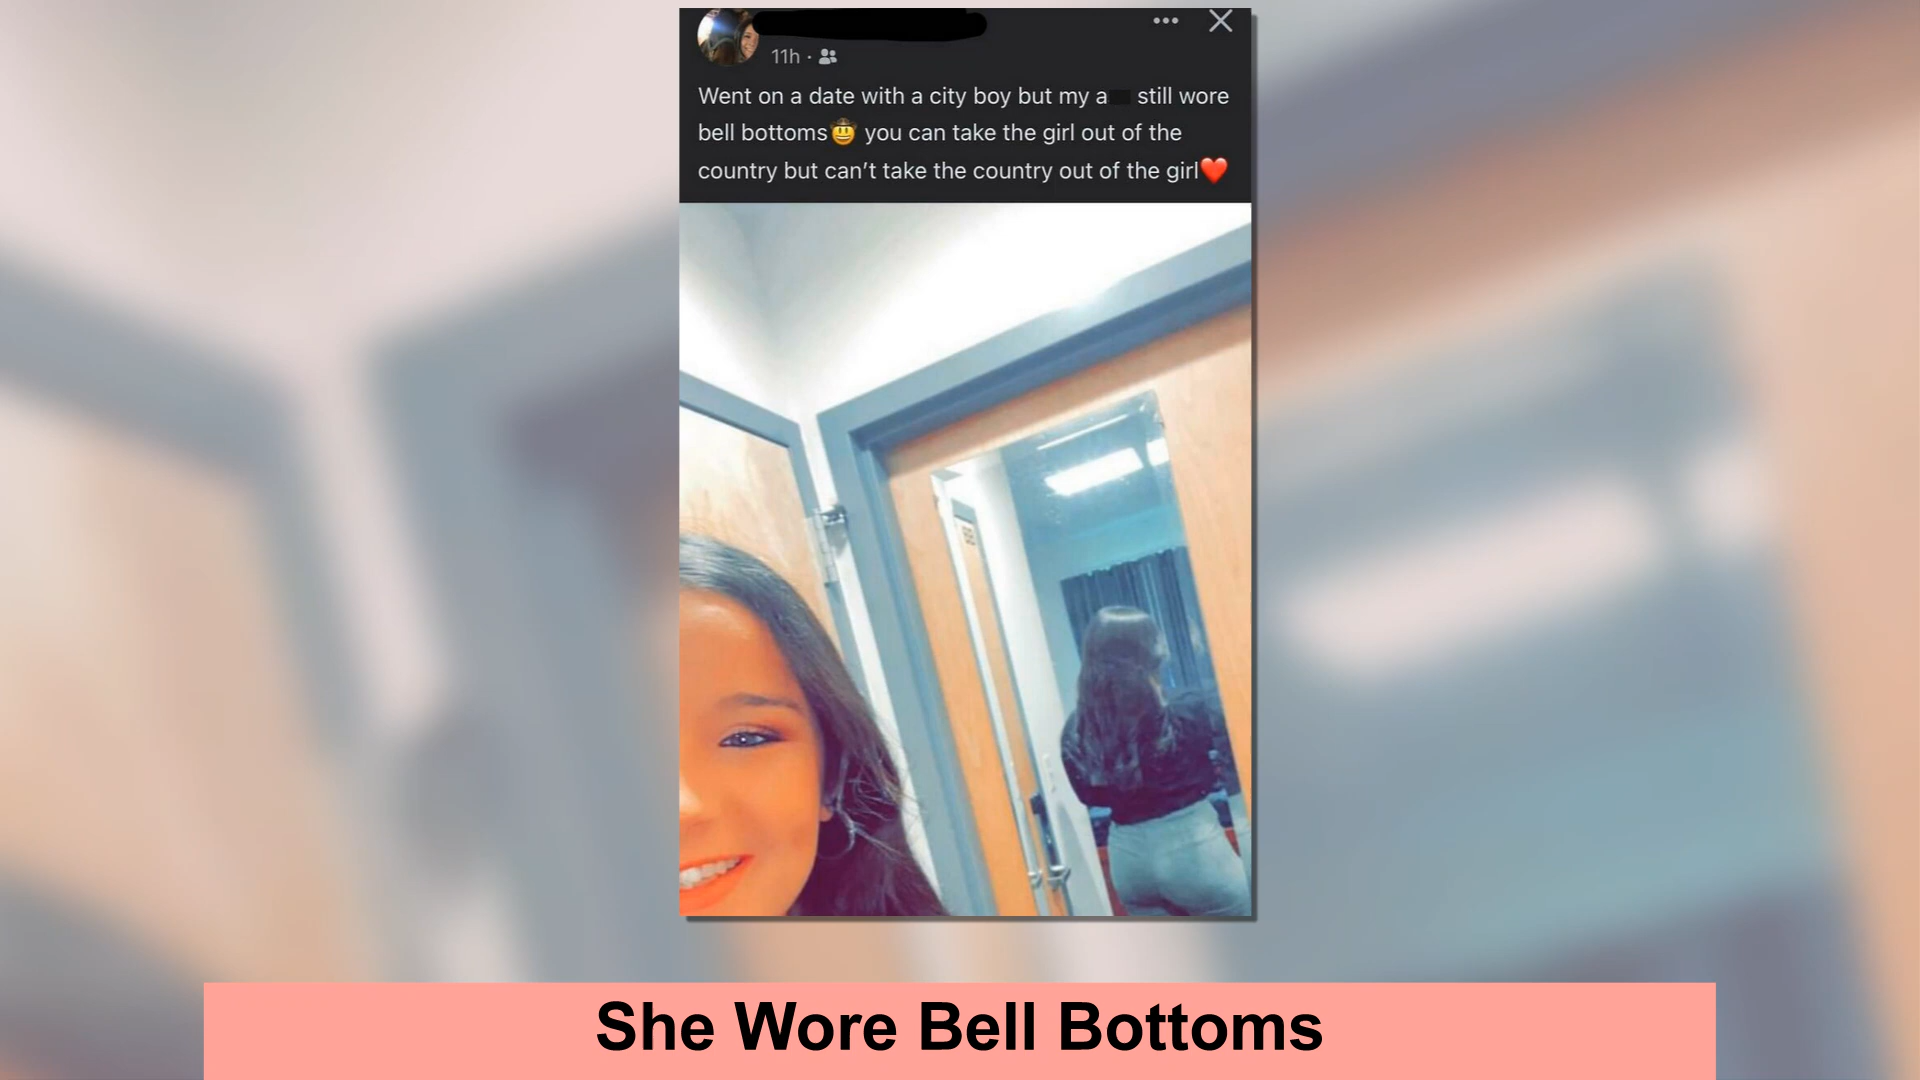 11h ·
Went on a date with a city boy but my a still wore
bell bottoms🤠 you can take the girl out of the
country but can’t take the country out of the girl❤️
She Wore Bell Bottoms